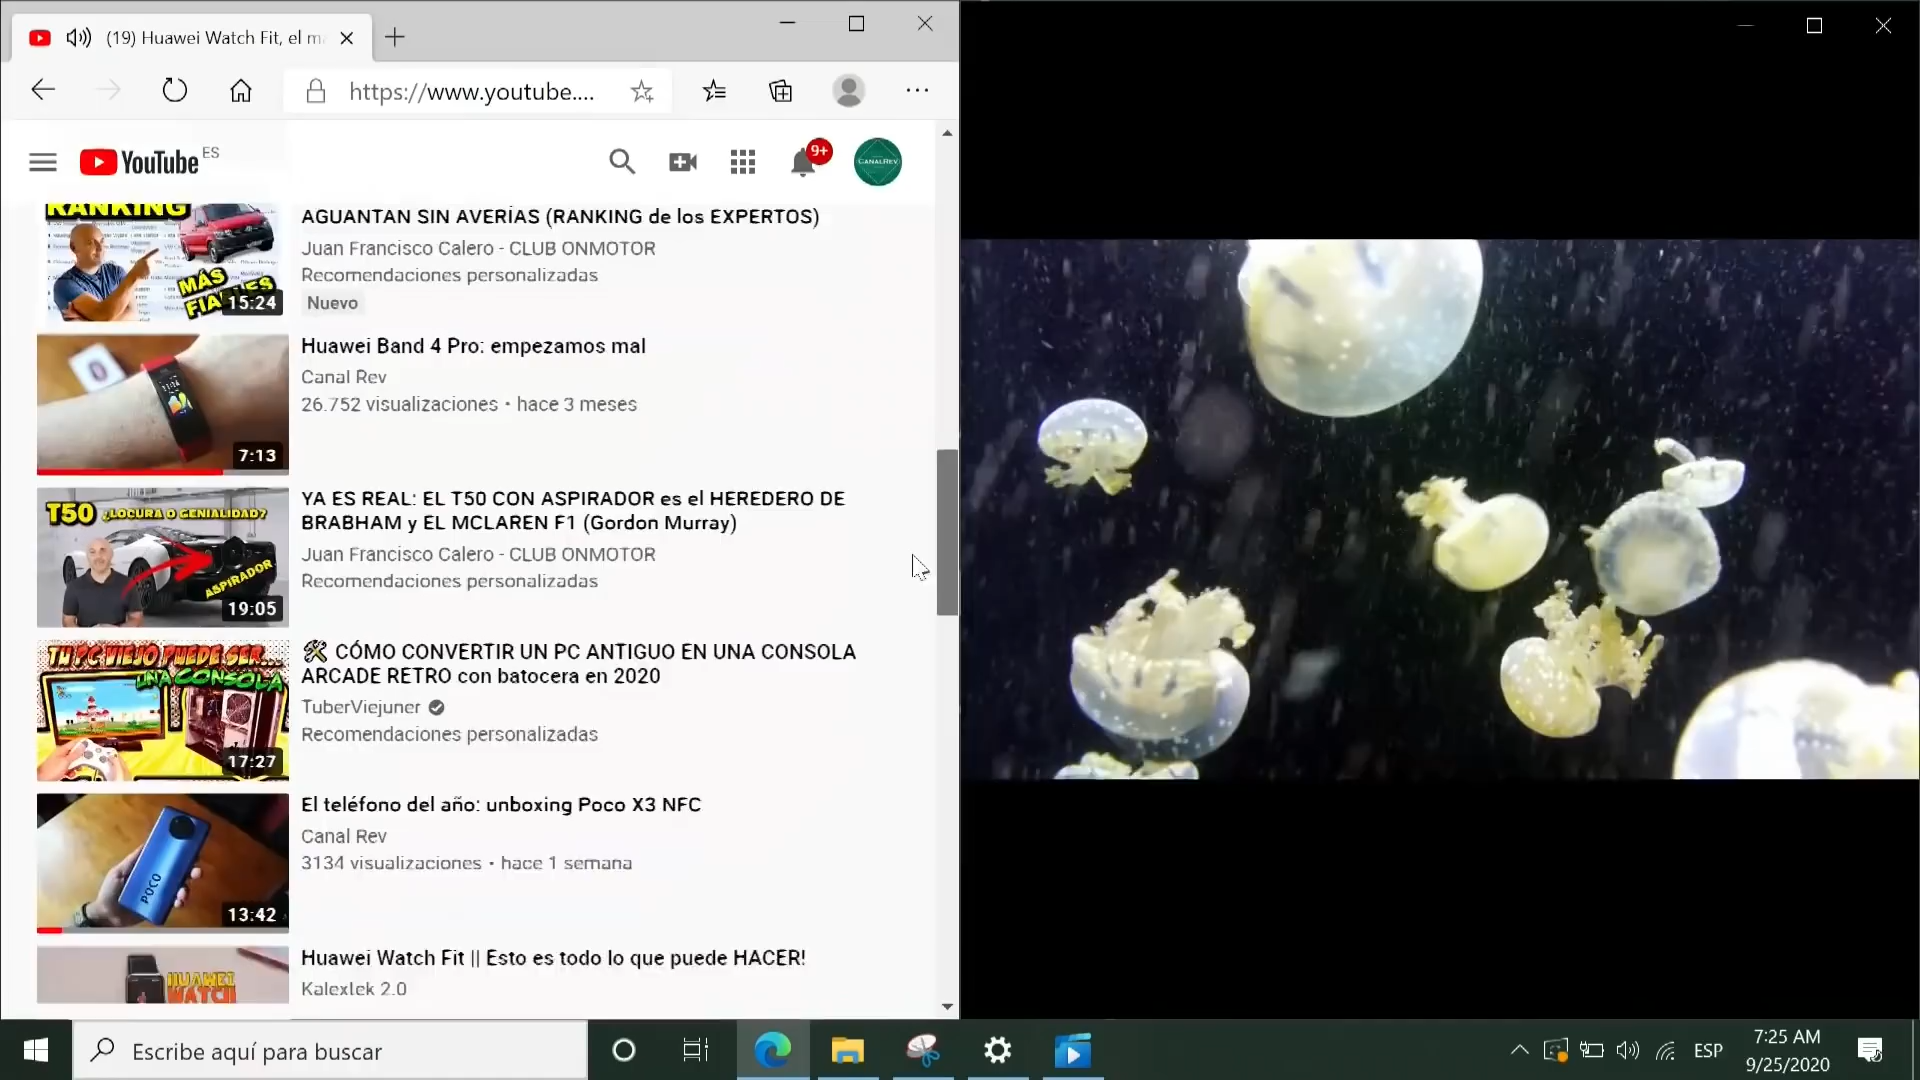 (19) Huawei Watch Fit, el m
https://www.youtube....
YouTube ES
9+
CANALREV
RANKING
MÁS
15:24
AGUANTAN SIN AVERÍAS (RANKING de los EXPERTOS)
Juan Francisco Calero - CLUB ONMOTOR
Recomendaciones personalizadas
Nuevo
7:13
Huawei Band 4 Pro: empezamos mal
Canal Rev
26.752 visualizaciones • hace 3 meses
T50 ¿LOCURA O GENIALIDAD?
ASPIRADOR
19:05
YA ES REAL: EL T50 CON ASPIRADOR es el HEREDERO DE
BRABHAM y EL MCLAREN F1 (Gordon Murray)
Juan Francisco Calero - CLUB ONMOTOR
Recomendaciones personalizadas
TU PC VIEJO PUEDE SER...
UNA CONSOLA
17:27
🛠 CÓMO CONVERTIR UN PC ANTIGUO EN UNA CONSOLA
ARCADE RETRO con batocera en 2020
TuberViejuner
Recomendaciones personalizadas
POCO
13:42
El teléfono del año: unboxing Poco X3 NFC
Canal Rev
3134 visualizaciones • hace 1 semana
HUAWEI
WATCH
Huawei Watch Fit || Esto es todo lo que puede HACER!
Kalextek 2.0
Escribe aquí para buscar
ESP
7:25 AM
9/25/2020